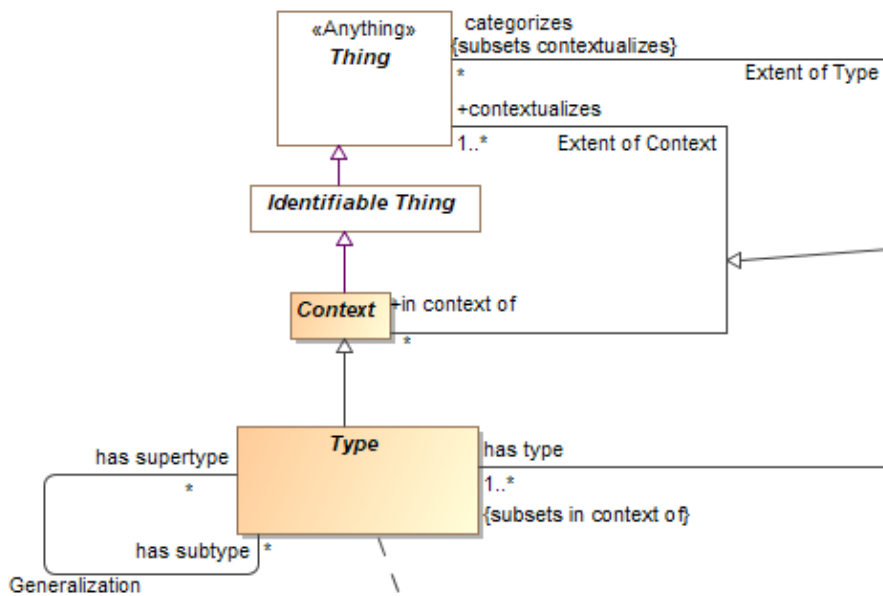 «Anything»
Thing
categorizes
{subsets contextualizes}
*
Extent of Type
+contextualizes
1..*
Extent of Context
Identifiable Thing
Context
+in context of
*
Type
has supertype
*
has type
1..*
{subsets in context of}
has subtype
*
Generalization